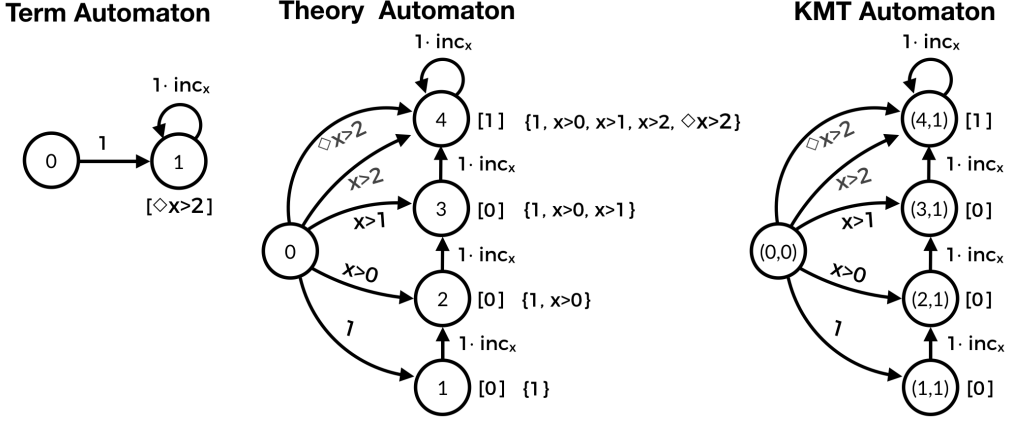 Term Automaton
1· incₓ
0
1
1
[◇x>2]
Theory Automaton
1· incₓ
4
[1] {1, x>0, x>1, x>2, ◇x>2}
◇x>2
1· incₓ
x>2
3
[0] {1, x>0, x>1}
x>1
0
1· incₓ
x>0
2
[0] {1, x>0}
1
1· incₓ
1
[0] {1}
KMT Automaton
1· incₓ
(4,1)
[1]
◇x>2
1· incₓ
x>2
(3,1)
[0]
x>1
(0,0)
1· incₓ
x>0
(2,1)
[0]
1
1· incₓ
(1,1)
[0]